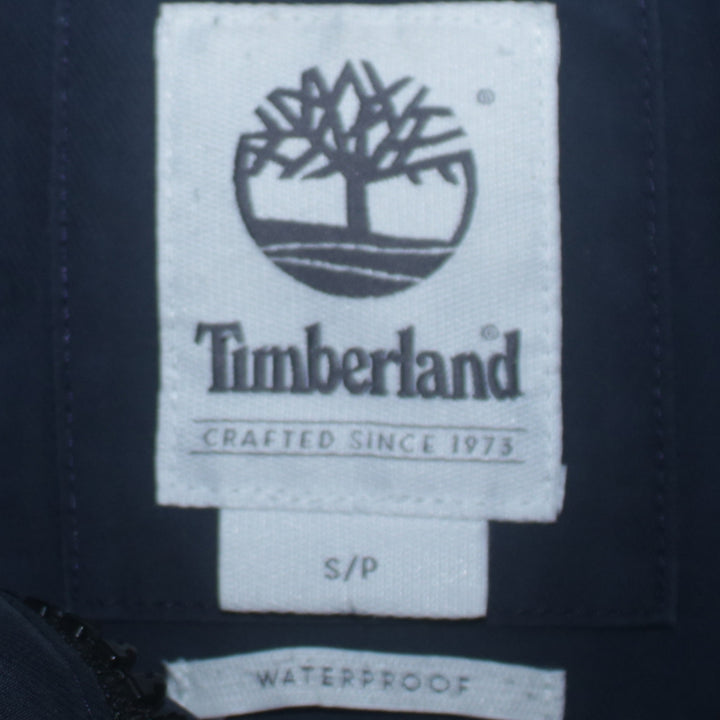 ®
Timberland®
CRAFTED SINCE 1973
S/P
WATERPROOF